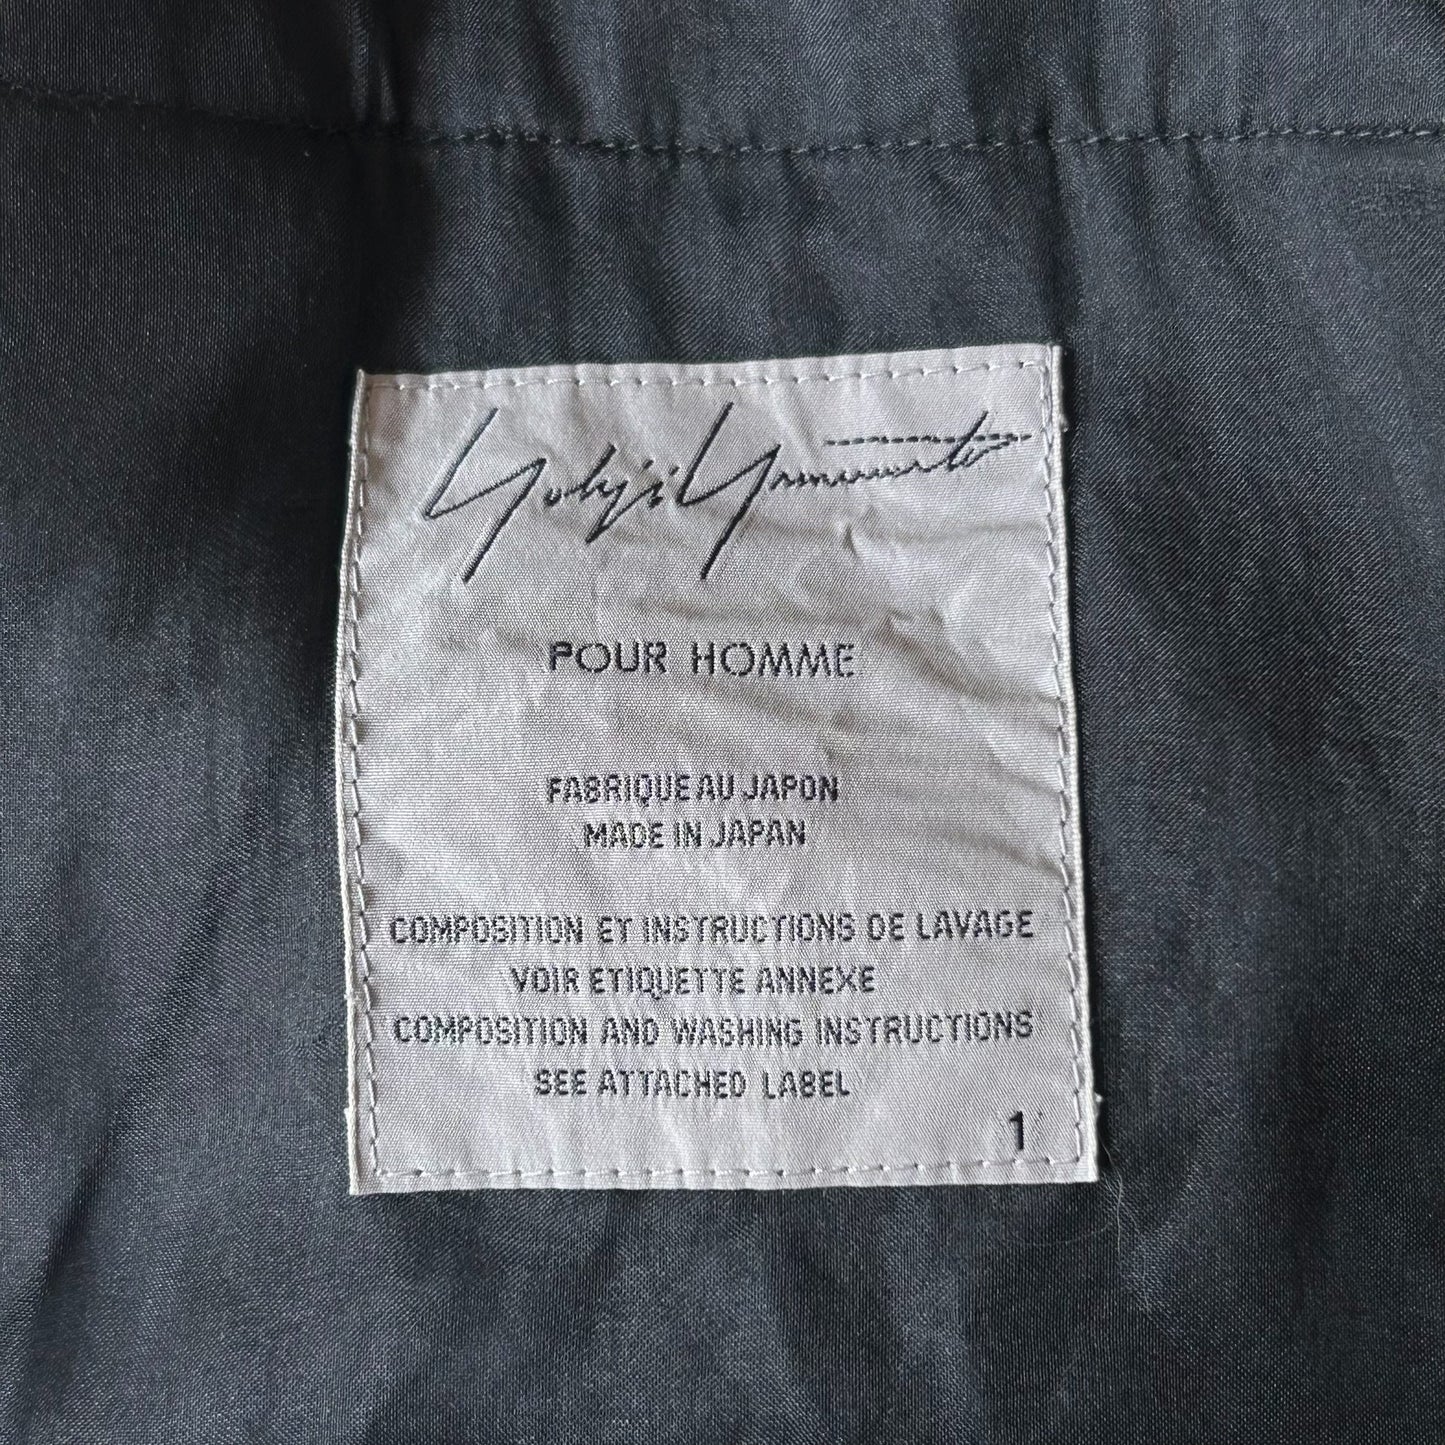 Yohji Yamamoto
POUR HOMME
FABRIQUE AU JAPON
MADE IN JAPAN
COMPOSITION ET INSTRUCTIONS DE LAVAGE
VOIR ETIQUETTE ANNEXE
COMPOSITION AND WASHING INSTRUCTIONS
SEE ATTACHED LABEL
1